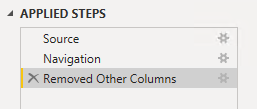 APPLIED STEPS
Source
Navigation
Removed Other Columns